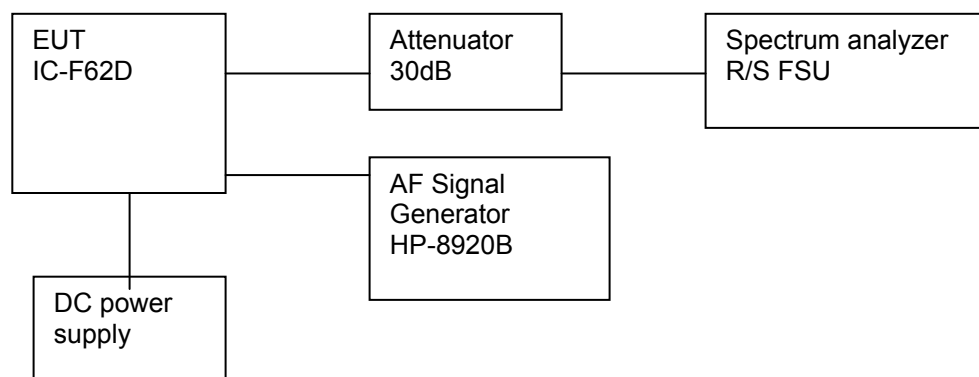 EUT
IC-F62D
Attenuator
30dB
Spectrum analyzer
R/S FSU
AF Signal
Generator
HP-8920B
DC power
supply